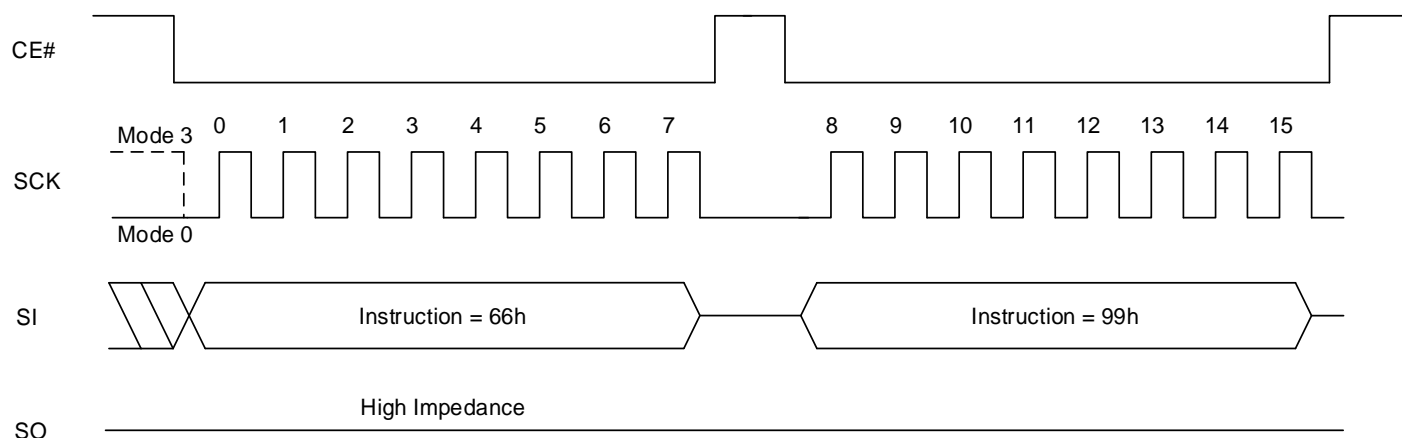 CE#
Mode 3
0 1 2 3 4 5 6 7 8 9 10 11 12 13 14 15
SCK
Mode 0
SI
Instruction = 66h
Instruction = 99h
High Impedance
SO